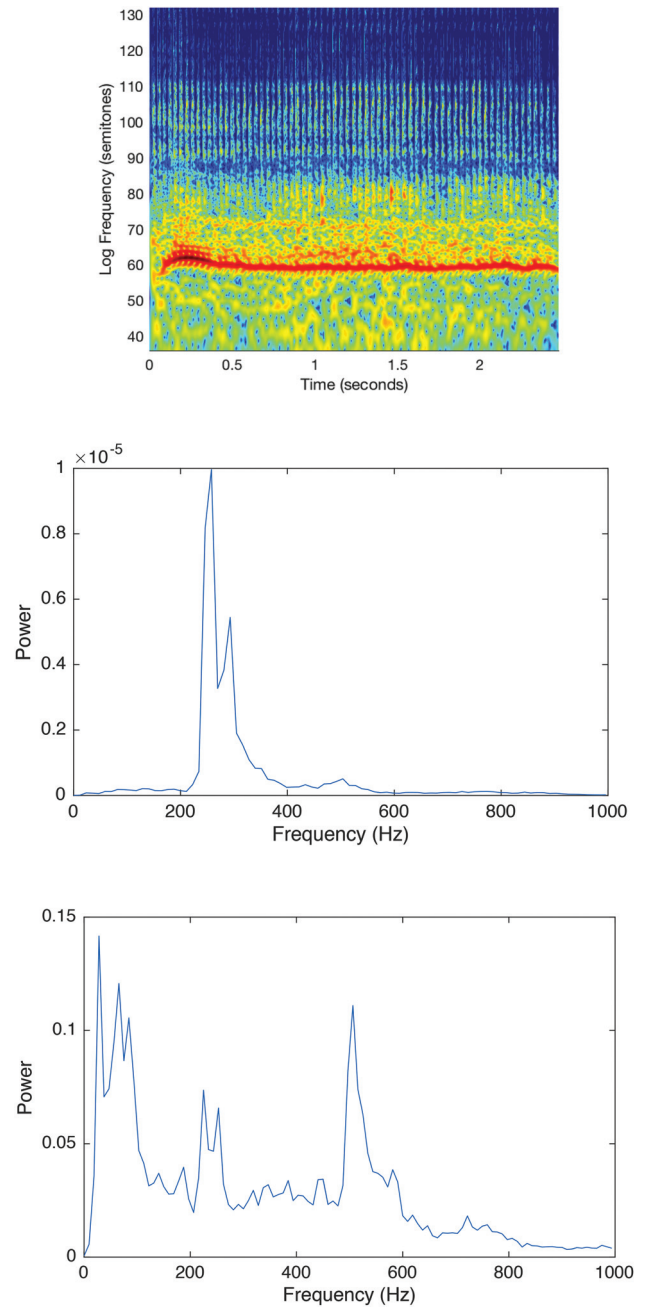 130
120
110
100
90
80
70
60
50
40
Log Frequency (semitones)
0 0.5 1 1.5 2
Time (seconds)
1 ×10-5
0.8
0.6
0.4
0.2
0
Power
0 200 400 600 800 1000
Frequency (Hz)
0.15
0.1
0.05
0
Power
0 200 400 600 800 1000
Frequency (Hz)